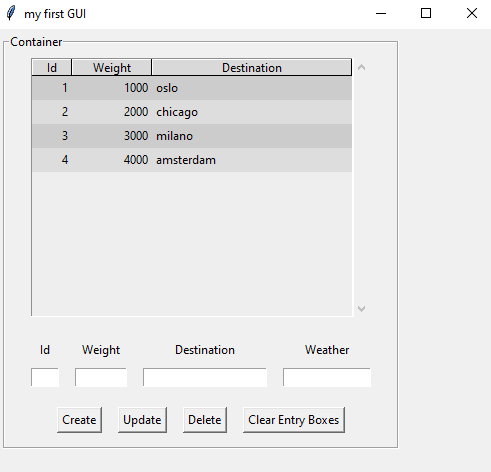 my first GUI
Container
Id Weight Destination
1 1000 oslo
2 2000 chicago
3 3000 milano
4 4000 amsterdam
Id Weight Destination Weather
Create Update Delete Clear Entry Boxes